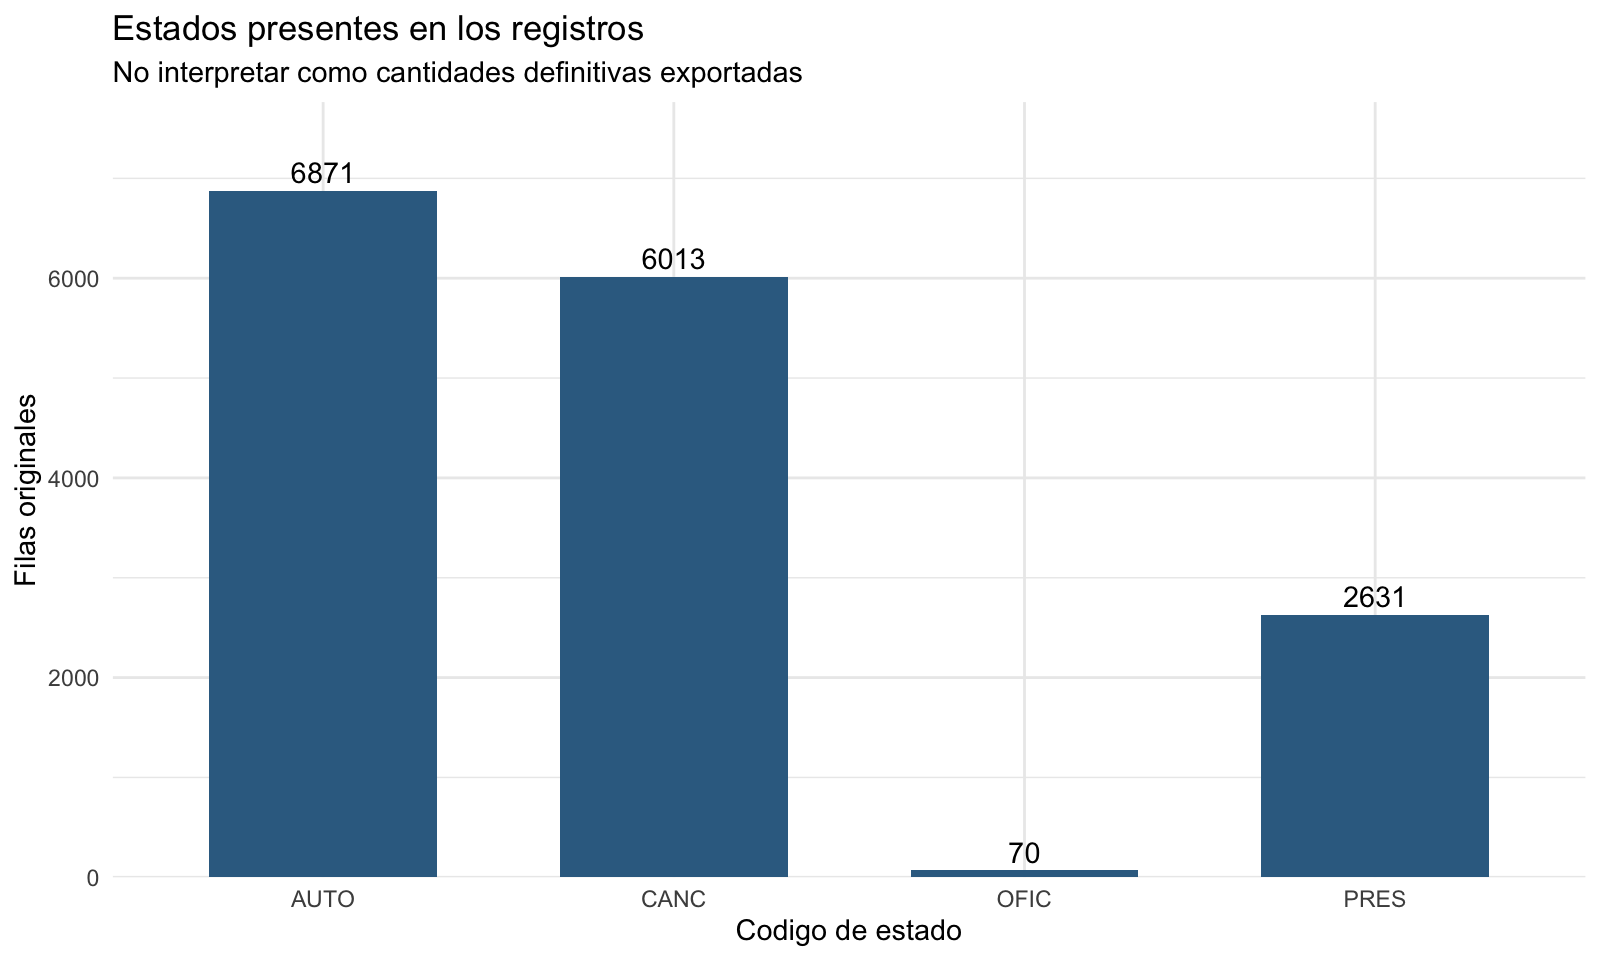 Estados presentes en los registros
No interpretar como cantidades definitivas exportadas
6871
6013
70
2631
6000
4000
2000
0
Filas originales
AUTO
CANC
OFIC
PRES
Codigo de estado